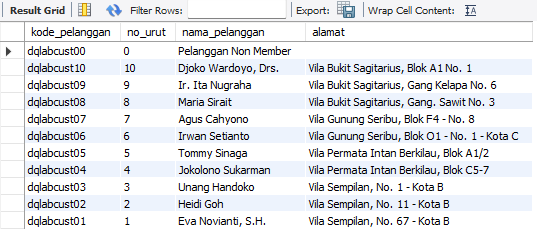 Result Grid Filter Rows: Export: Wrap Cell Content:
kode_pelanggan no_urut nama_pelanggan alamat
dqlabcust00 0 Pelanggan Non Member
dqlabcust10 10 Djoko Wardoyo, Drs. Vila Bukit Sagitarius, Blok A1 No. 1
dqlabcust09 9 Ir. Ita Nugraha Vila Bukit Sagitarius, Gang Kelapa No. 6
dqlabcust08 8 Maria Sirait Vila Bukit Sagitarius, Gang. Sawit No. 3
dqlabcust07 7 Agus Cahyono Vila Gunung Seribu, Blok F4 - No. 8
dqlabcust06 6 Irwan Setianto Vila Gunung Seribu, Blok O1 - No. 1 - Kota C
dqlabcust05 5 Tommy Sinaga Vila Permata Intan Berkilau, Blok A1/2
dqlabcust04 4 Jokolono Sukarman Vila Permata Intan Berkilau, Blok C5-7
dqlabcust03 3 Unang Handoko Vila Sempilan, No. 1 - Kota B
dqlabcust02 2 Heidi Goh Vila Sempilan, No. 11 - Kota B
dqlabcust01 1 Eva Novianti, S.H. Vila Sempilan, No. 67 - Kota B